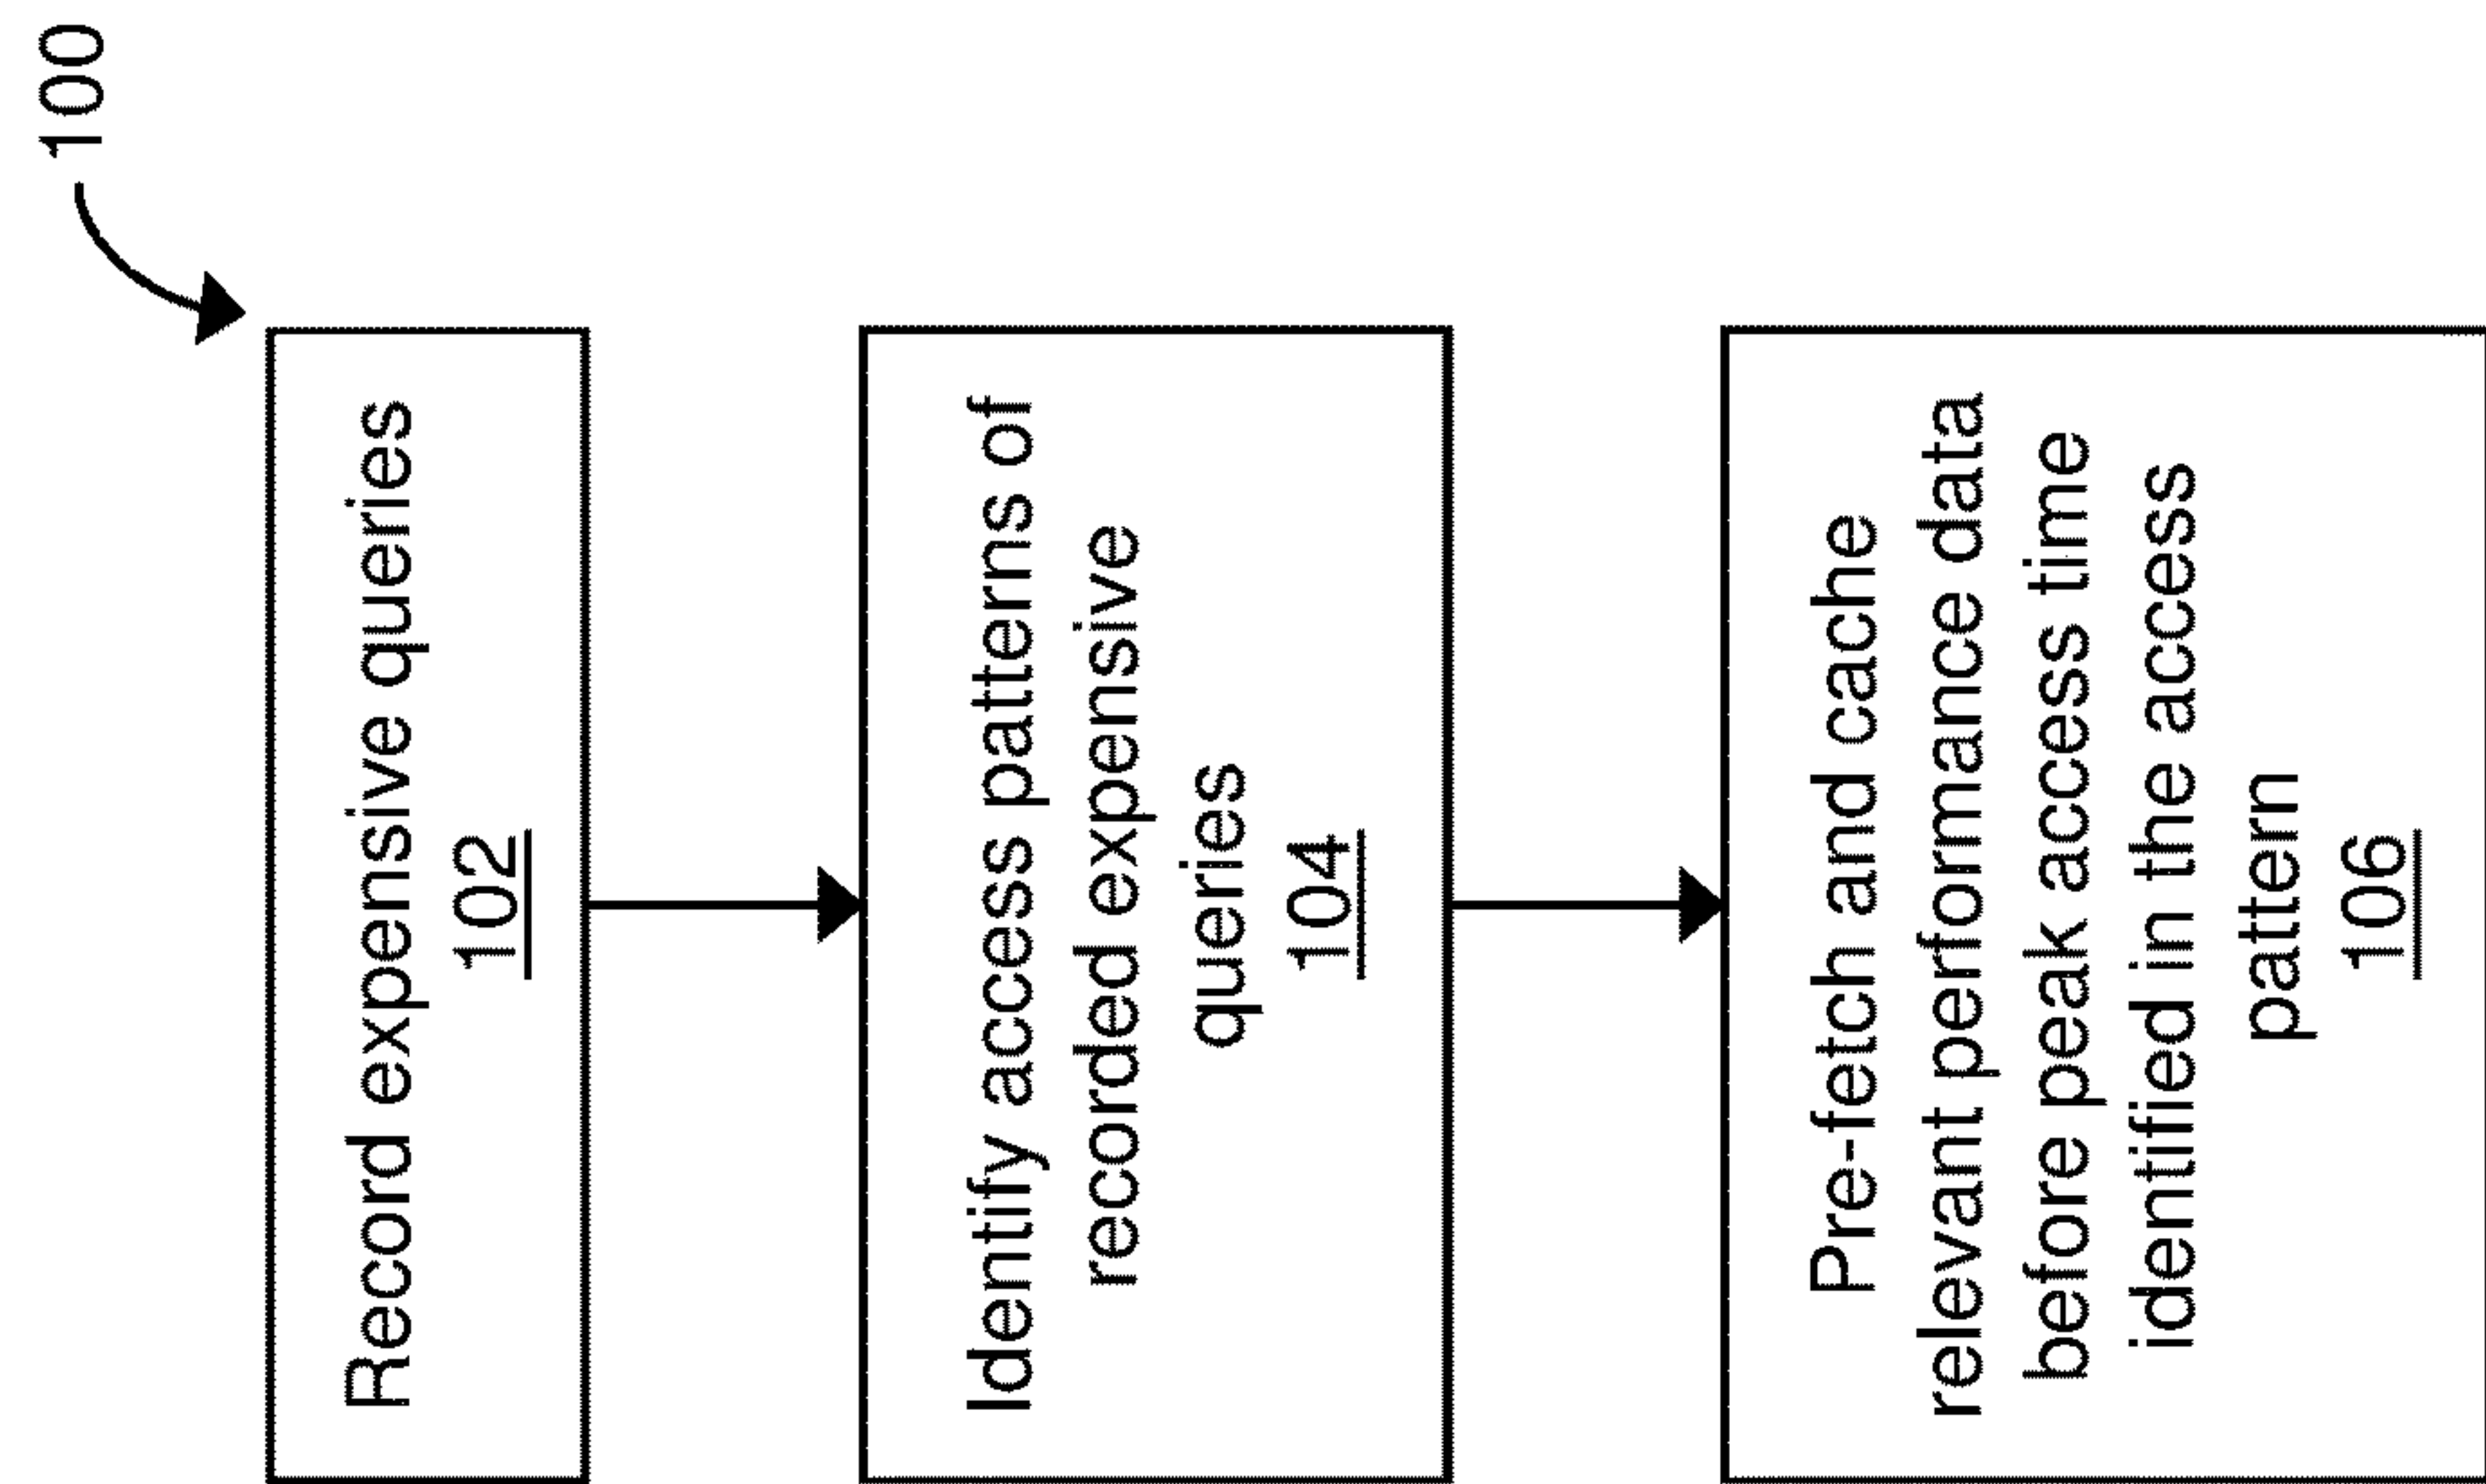 100
Record expensive queries
102
Identify access patterns of
recorded expensive
queries
104
Pre-fetch and cache
relevant performance data
before peak access time
identified in the access
pattern
106